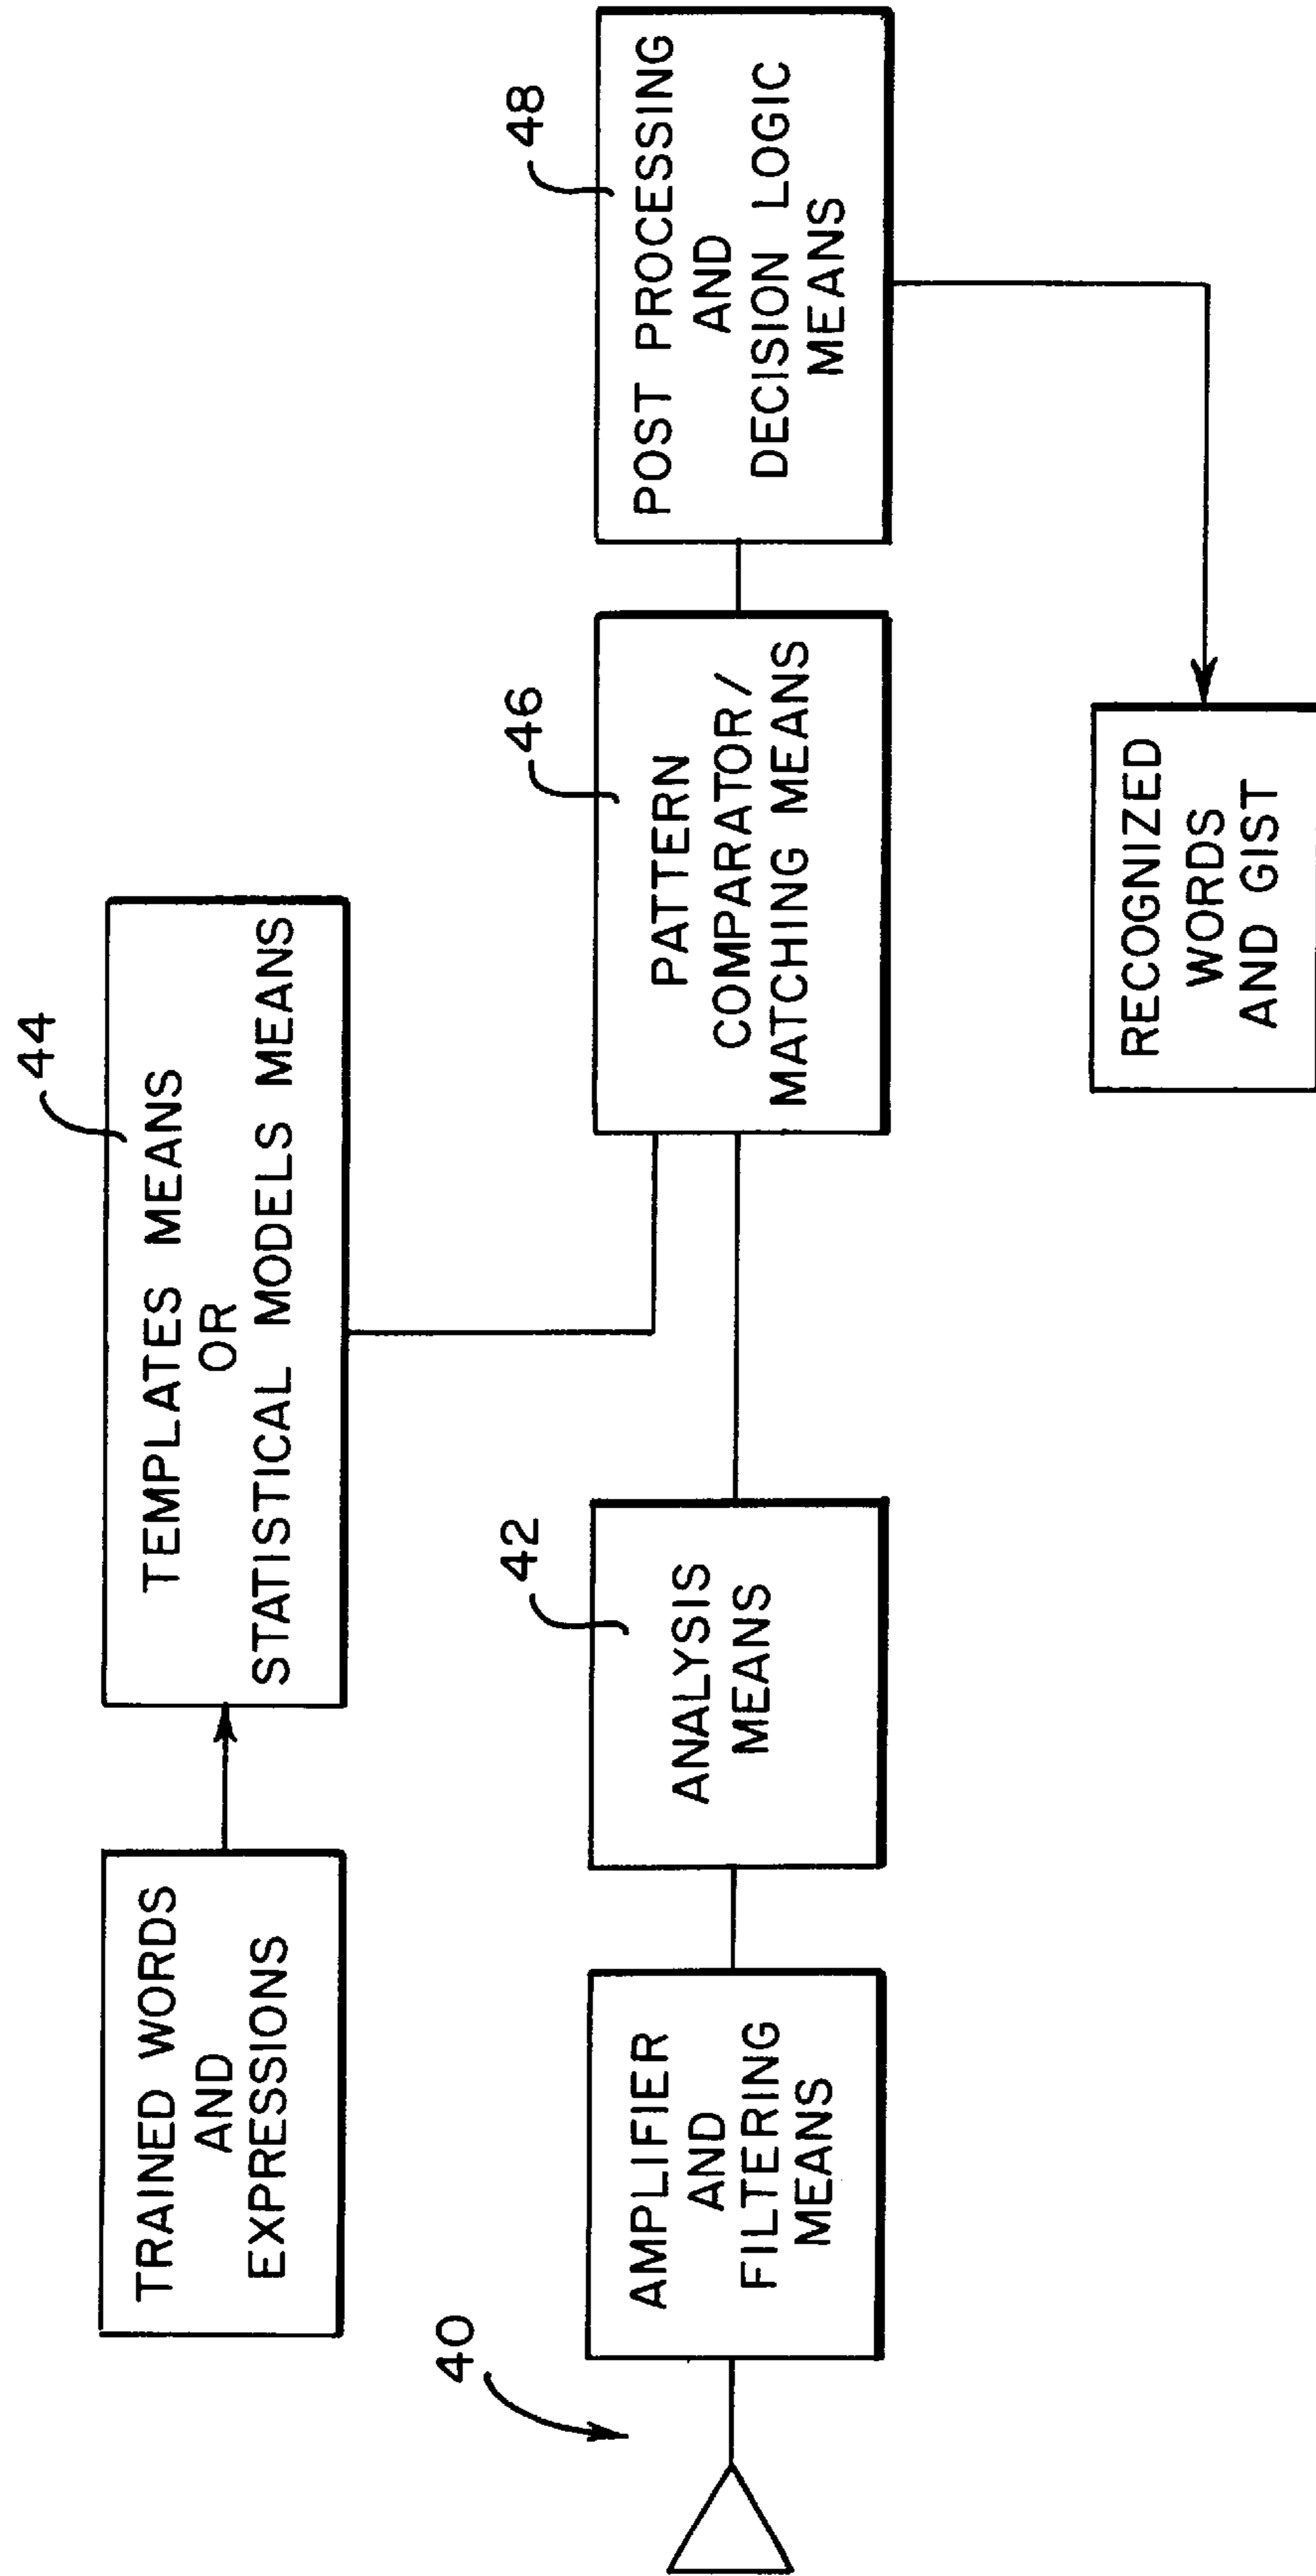 TRAINED WORDS
AND
EXPRESSIONS
44
TEMPLATES MEANS
OR
STATISTICAL MODELS MEANS
40
AMPLIFIER
AND
FILTERING
MEANS
42
ANALYSIS
MEANS
46
PATTERN
COMPARATOR/
MATCHING MEANS
48
POST PROCESSING
AND
DECISION LOGIC
MEANS
RECOGNIZED
WORDS
AND GIST